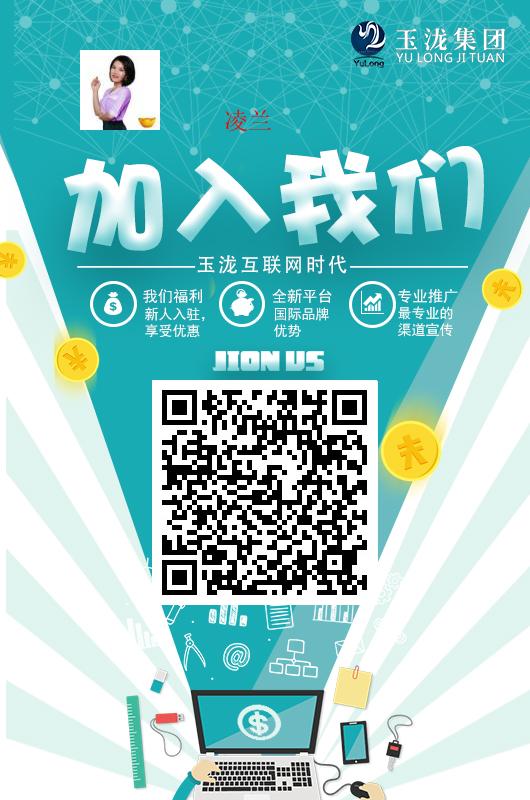 玉泷集团
YU LONG JI TUAN
YuLong
凌兰
加入我们
玉泷互联网时代
我们福利
新人入驻,
享受优惠
全新平台
国际品牌
优势
专业推广
最专业的
渠道宣传
JION US